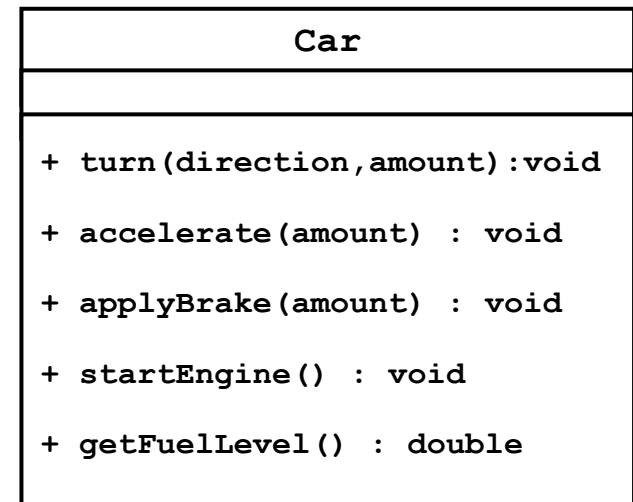 Car
+ turn(direction,amount):void
+ accelerate(amount) : void
+ applyBrake(amount) : void
+ startEngine() : void
+ getFuelLevel() : double